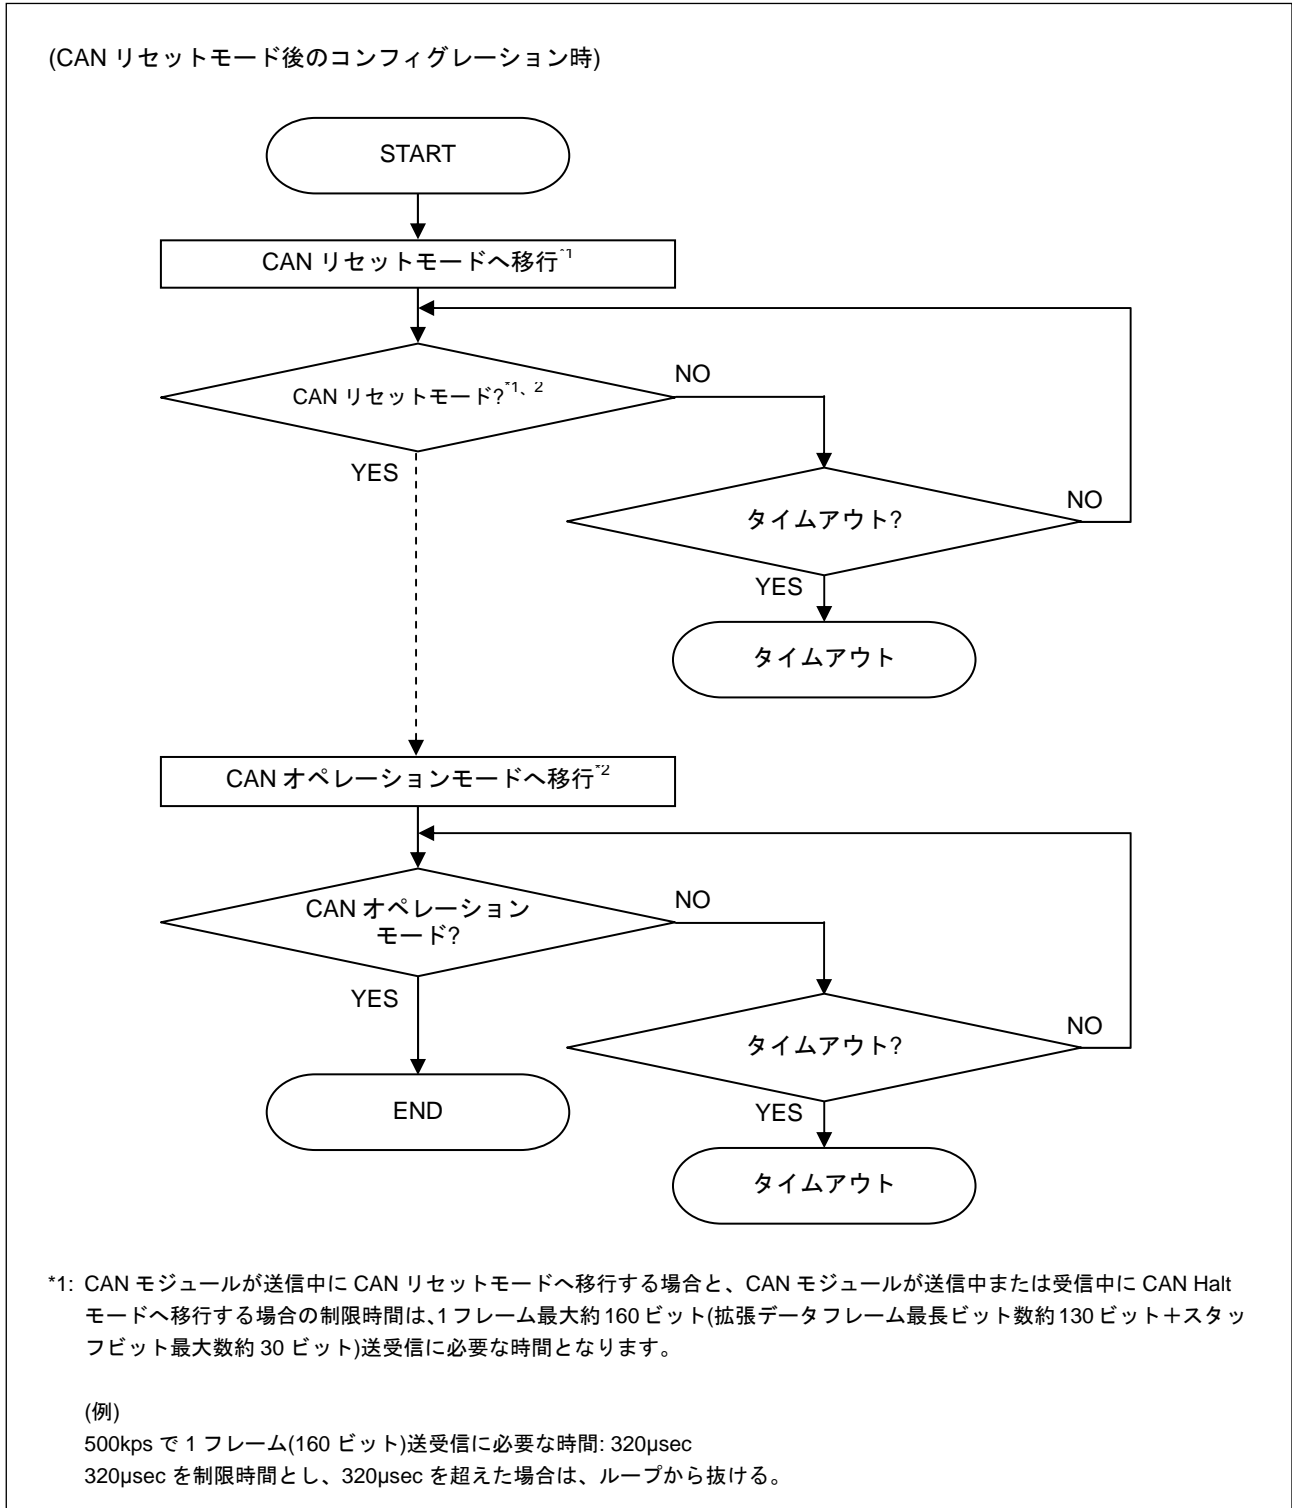 (CAN リセットモード後のコンフィグレーション時)
START
CAN リセットモードへ移行*1
CAN リセットモード?*1、2
NO
YES
タイムアウト?
NO
YES
タイムアウト
CAN オペレーションモードへ移行*2
CAN オペレーション
モード?
NO
YES
タイムアウト?
NO
END
YES
タイムアウト
*1: CAN モジュールが送信中に CAN リセットモードへ移行する場合と、CAN モジュールが送信中または受信中に CAN Halt
モードへ移行する場合の制限時間は、1 フレーム最大約 160 ビット(拡張データフレーム最長ビット数約 130 ビット+スタッ
フビット最大数約 30 ビット)送受信に必要な時間となります。
(例)
500kps で 1 フレーム(160 ビット)送受信に必要な時間: 320μsec
320μsec を制限時間とし、320μsec を超えた場合は、ループから抜ける。